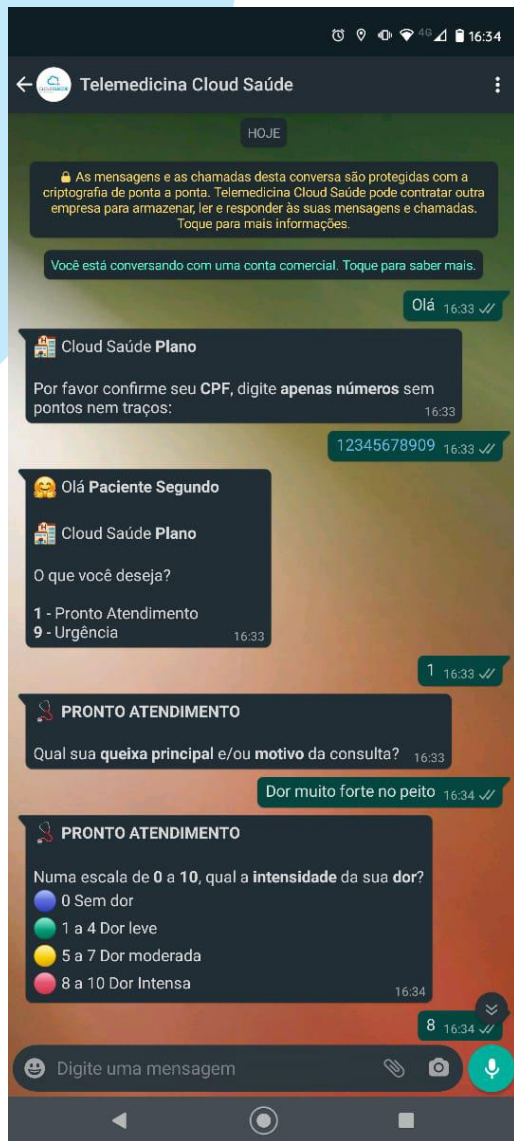 4G 16:34
Telemedicina Cloud Saúde
HOJE
As mensagens e as chamadas desta conversa são protegidas com a
criptografia de ponta a ponta. Telemedicina Cloud Saúde pode contratar outra
empresa para armazenar, ler e responder às suas mensagens e chamadas.
Toque para mais informações.
Você está conversando com uma conta comercial. Toque para saber mais.
Olá 16:33
Cloud Saúde Plano
Por favor confirme seu CPF, digite apenas números sem
pontos nem traços:
16:33
12345678909 16:33
Olá Paciente Segundo
Cloud Saúde Plano
O que você deseja?
1 - Pronto Atendimento
9 - Urgência 16:33
1 16:33
PRONTO ATENDIMENTO
Qual sua queixa principal e/ou motivo da consulta? 16:33
Dor muito forte no peito 16:34
PRONTO ATENDIMENTO
Numa escala de 0 a 10, qual a intensidade da sua dor?
0 Sem dor
1 a 4 Dor leve
5 a 7 Dor moderada
8 a 10 Dor Intensa
16:34
8 16:34
Digite uma mensagem